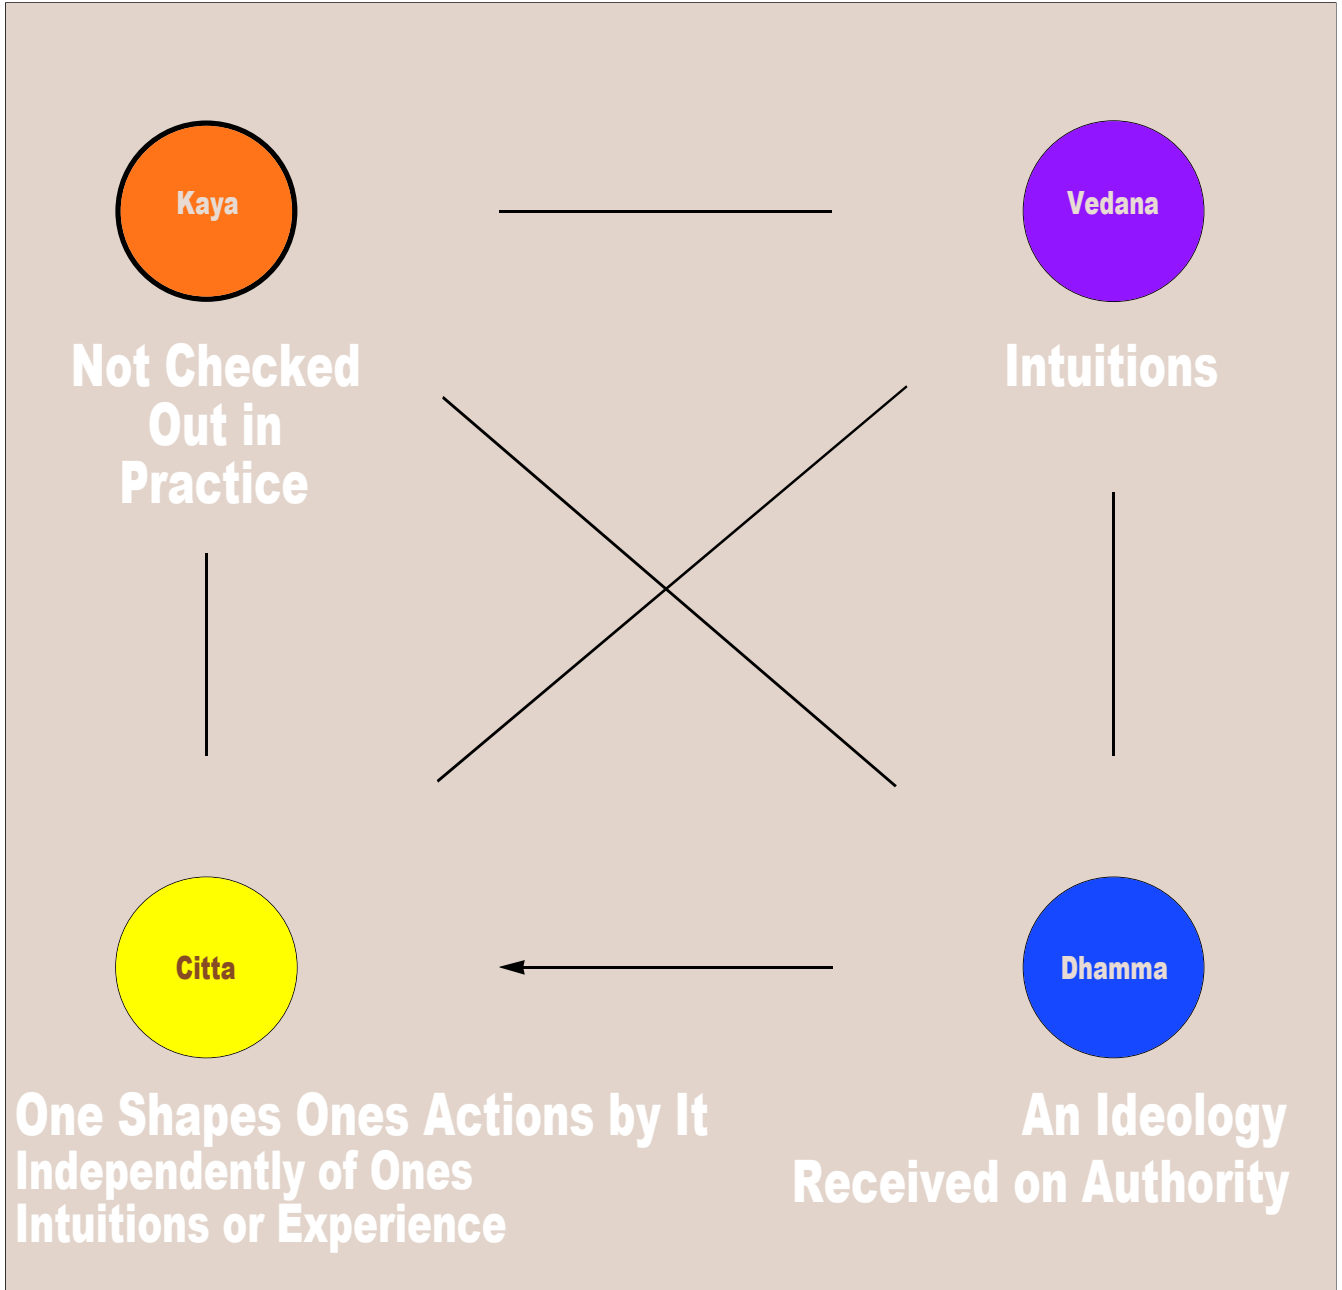 Kaya
Vedana
Not Checked
Out in
Practice
Intuitions
Citta
Dhamma
One Shapes Ones Actions by It
Independently of Ones
Intuitions or Experience
An Ideology
Received on Authority